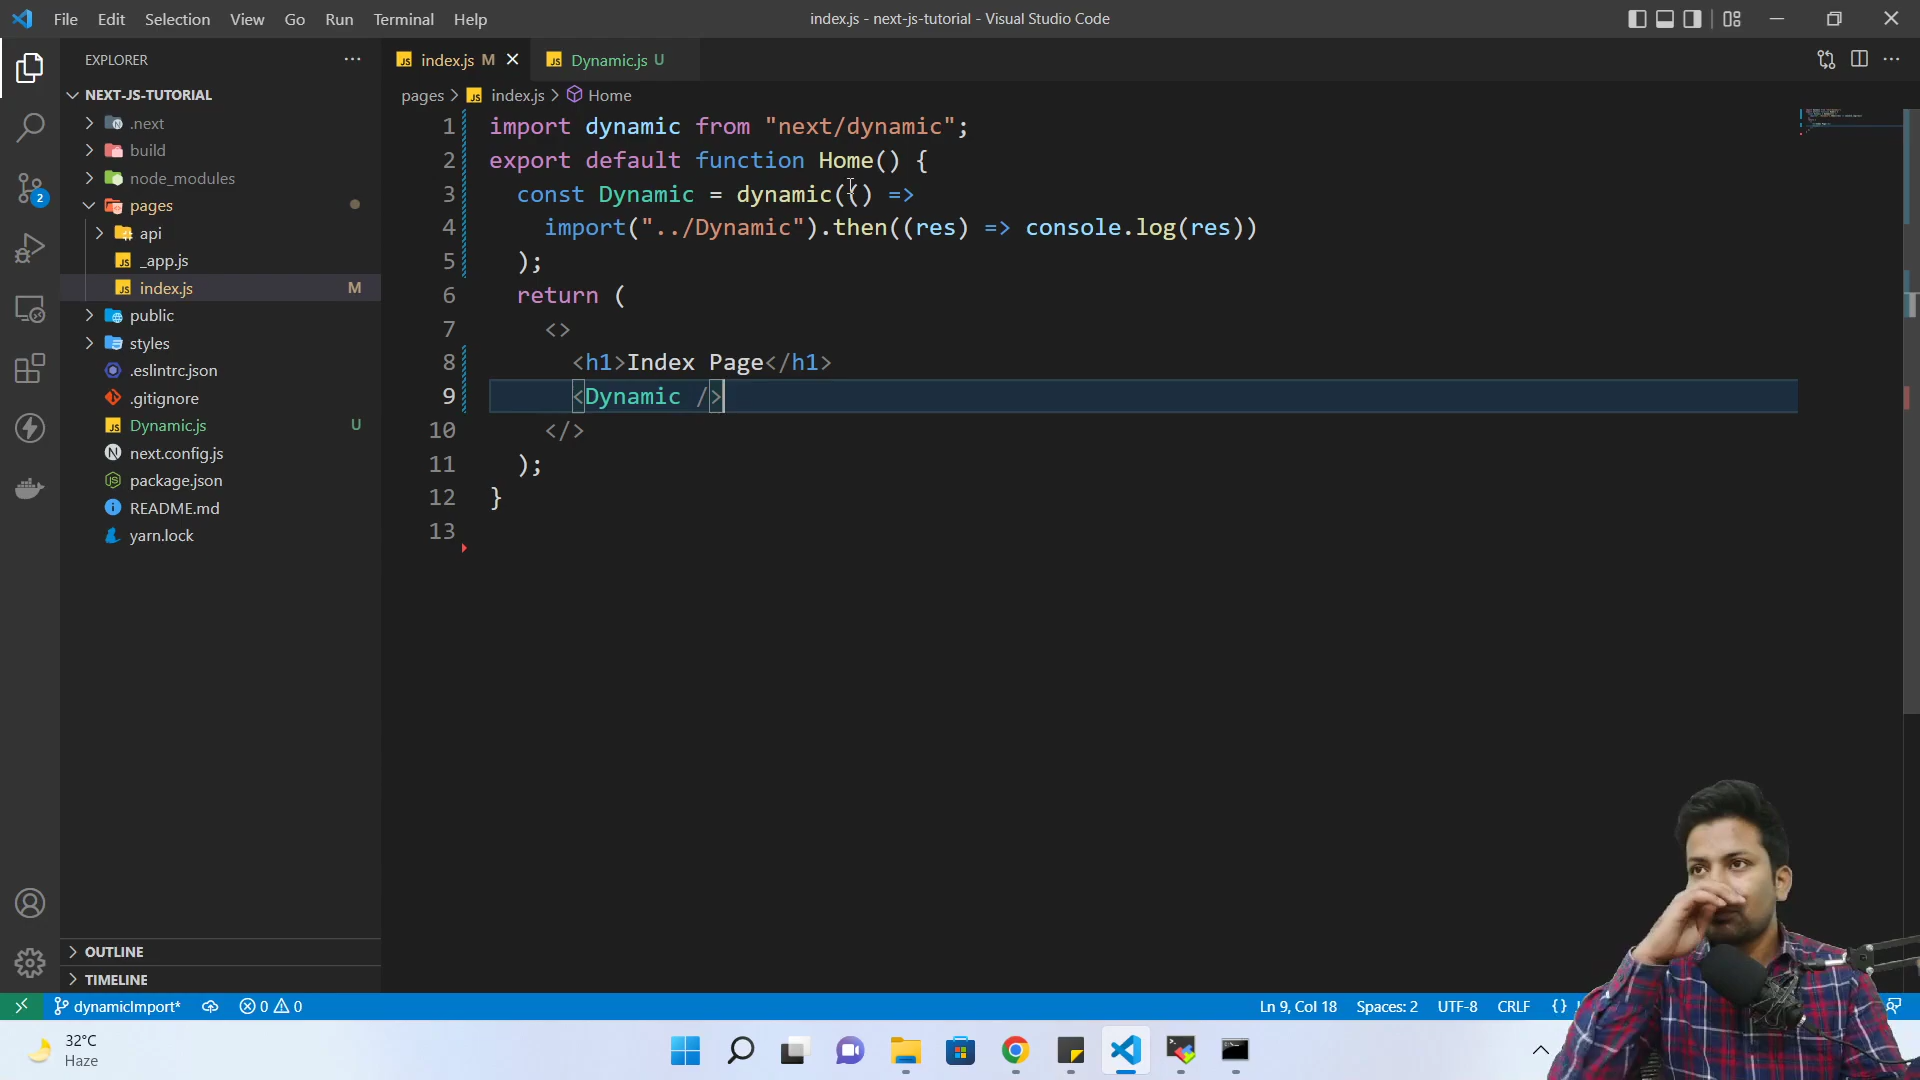 File Edit Selection View Go Run Terminal Help
index.js - next-js-tutorial - Visual Studio Code
EXPLORER
index.js M
Dynamic.js U
NEXT-JS-TUTORIAL
pages > index.js > Home
.next
build
node_modules
pages
api
_app.js
index.js M
public
styles
.eslintrc.json
.gitignore
Dynamic.js U
next.config.js
package.json
README.md
yarn.lock
1 import dynamic from "next/dynamic";
2 export default function Home() {
3 const Dynamic = dynamic(() =>
4 import("../Dynamic").then((res) => console.log(res))
5 );
6 return (
7 <>
8 <h1>Index Page</h1>
9 <Dynamic />
10 </>
11 );
12 }
13
2
OUTLINE
TIMELINE
dynamicImport* 0 0
Ln 9, Col 18 Spaces: 2 UTF-8 CRLF {}
32°C
Haze